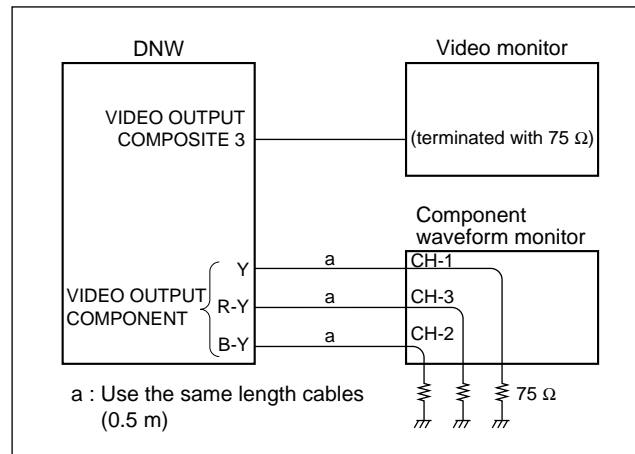 DNW
Video monitor
VIDEO OUTPUT
COMPOSITE 3
(terminated with 75 Ω)
Component
waveform monitor
Y
a
CH-1
VIDEO OUTPUT
COMPONENT
R-Y
a
CH-3
B-Y
a
CH-2
a : Use the same length cables
(0.5 m)
75 Ω